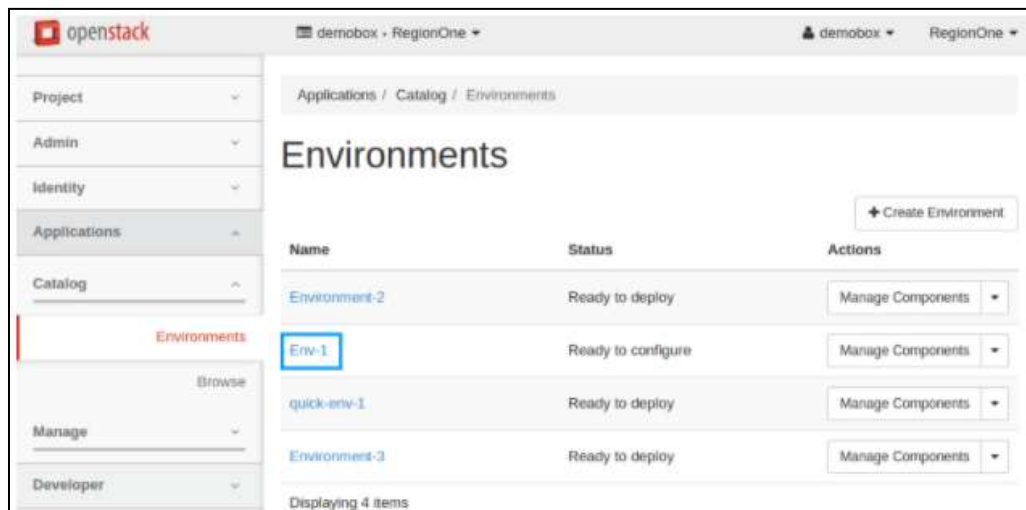 openstack
demobox - RegionOne
demobox
RegionOne
Project
Admin
Identity
Applications
Catalog
Environments
Browse
Manage
Developer
Applications / Catalog / Environments
Environments
+ Create Environment
Name Status Actions
Environment-2 Ready to deploy Manage Components
Env-1 Ready to configure Manage Components
quick-env-1 Ready to deploy Manage Components
Environment-3 Ready to deploy Manage Components
Displaying 4 items